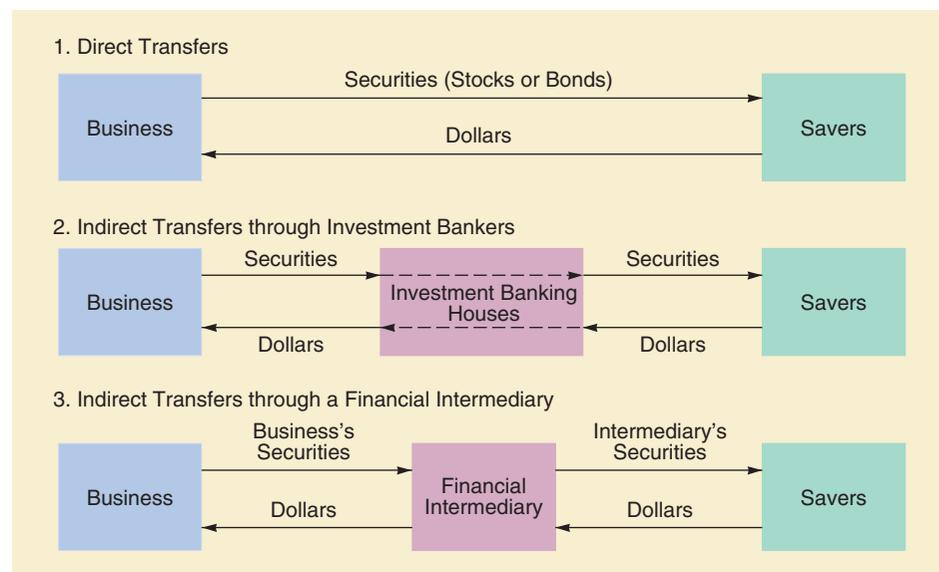 1. Direct Transfers
Securities (Stocks or Bonds)
Business
Savers
Dollars
2. Indirect Transfers through Investment Bankers
Securities
Securities
Business
Investment Banking
Houses
Savers
Dollars
Dollars
3. Indirect Transfers through a Financial Intermediary
Business's
Securities
Intermediary's
Securities
Business
Financial
Intermediary
Savers
Dollars
Dollars